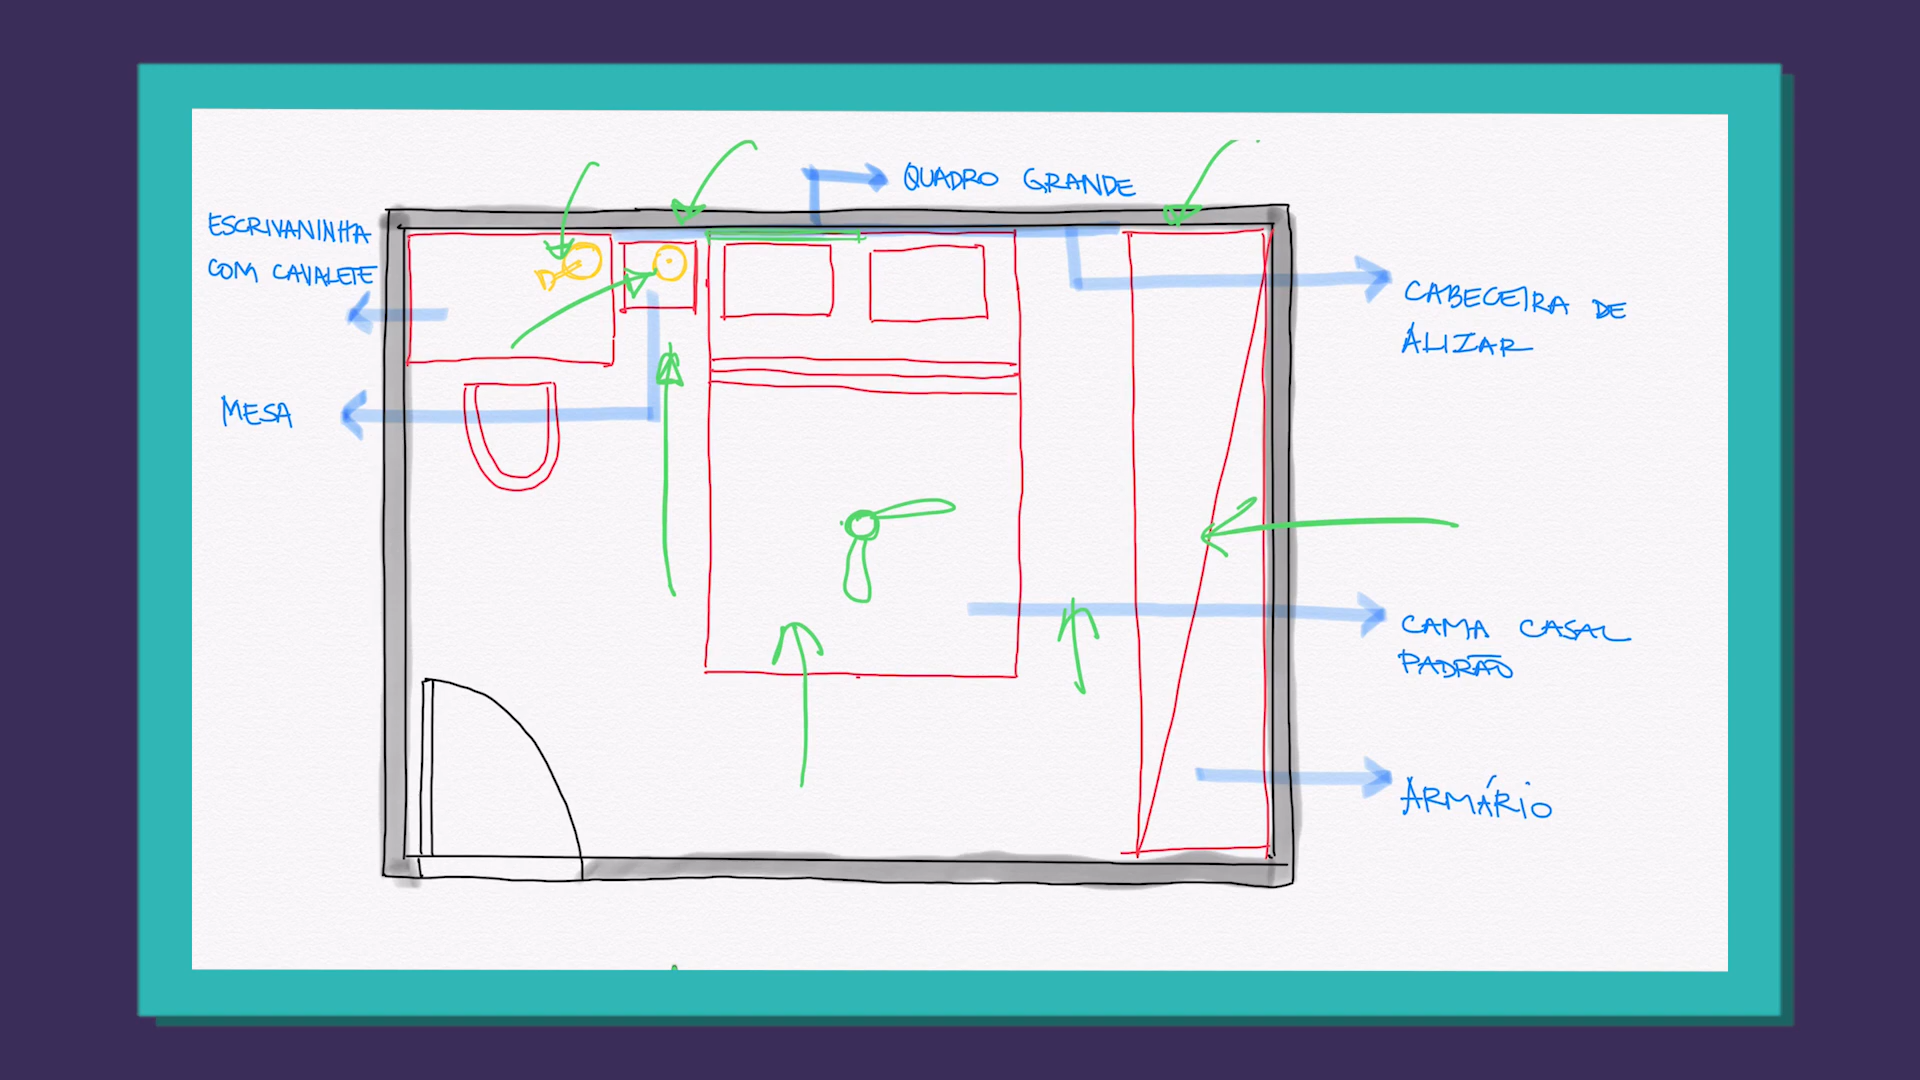 QUADRO GRANDE
ESCRIVANINHA
COM CAVALETE
CABECEIRA DE
ALIZAR
MESA
CAMA CASAL
PADRÃO
ARMÁRIO